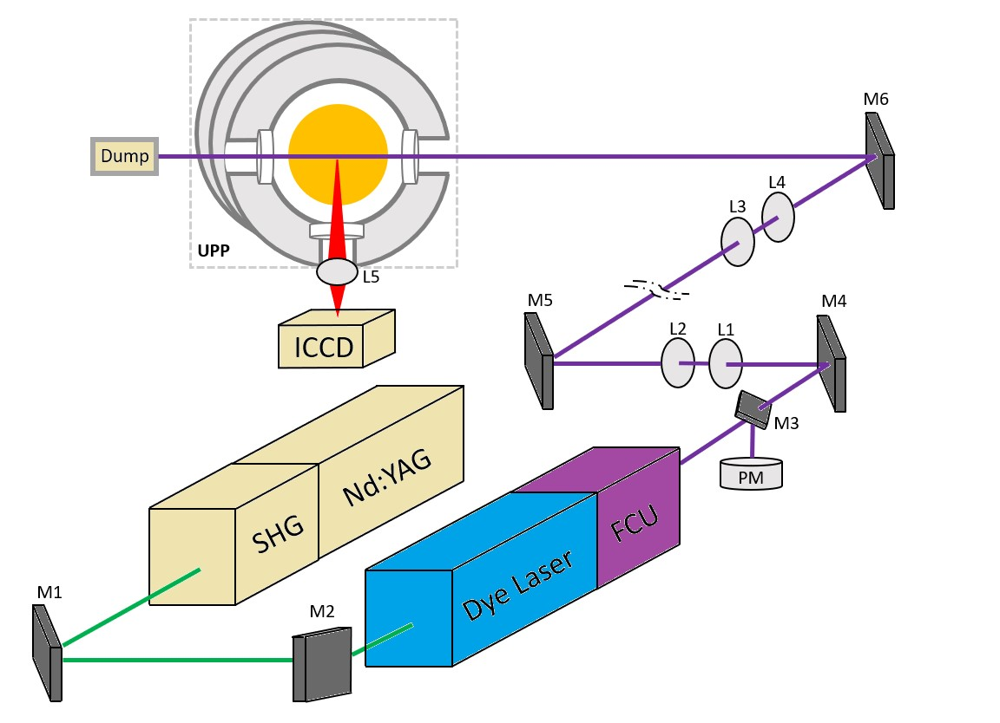 M6
Dump
L4
L3
UPP
L5
M5
M4
L2
L1
ICCD
M3
PM
Nd:YAG
SHG
FCU
Dye Laser
M1
M2